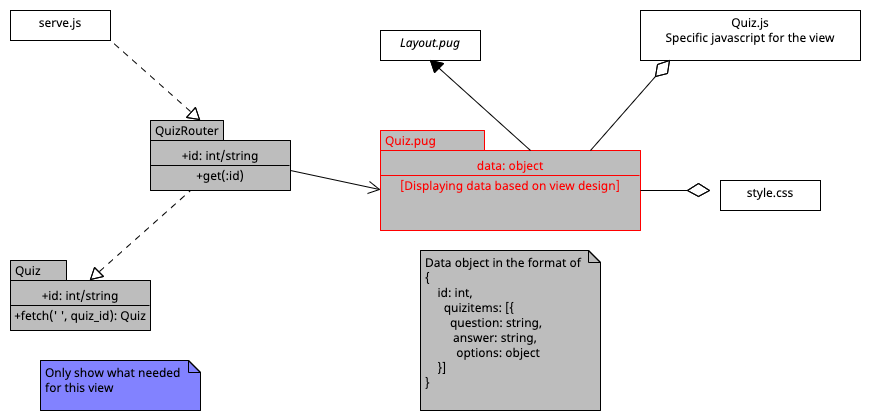 serve.js
Layout.pug
Quiz.js
Specific javascript for the view
QuizRouter
+id: int/string
+get(:id)
Quiz.pug
data: object
[Displaying data based on view design]
style.css
Quiz
+id: int/string
+fetch(' ', quiz_id): Quiz
Data object in the format of
{
id: int,
quizitems: [{
question: string,
answer: string,
options: object
}]
}
Only show what needed
for this view